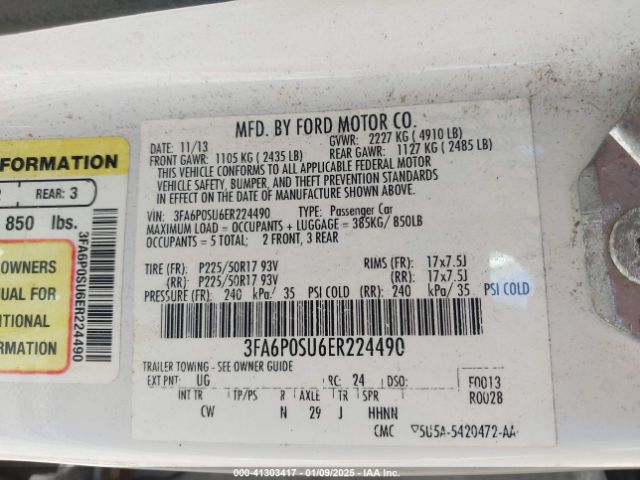 MFD. BY FORD MOTOR CO.
DATE: 11/13 GVWR: 2227 KG ( 4910 LB)
FRONT GAWR: 1105 KG ( 2435 LB) REAR GAWR: 1127 KG ( 2485 LB)
THIS VEHICLE CONFORMS TO ALL APPLICABLE FEDERAL MOTOR
VEHICLE SAFETY, BUMPER, AND THEFT PREVENTION STANDARDS
IN EFFECT ON THE DATE OF MANUFACTURE SHOWN ABOVE.
VIN: 3FA6P0SU6ER224490 TYPE: Passenger Car
MAXIMUM LOAD = OCCUPANTS + LUGGAGE = 385KG/ 850LB
OCCUPANTS = 5 TOTAL; 2 FRONT, 3 REAR
TIRE (FR): P225/50R17 93V RIMS (FR): 17x7.5J
(RR): P225/50R17 93V (RR): 17x7.5J
PRESSURE (FR): 240 kPa/ 35 PSI COLD (RR): 240 kPa/ 35 PSI COLD
3FA6P0SU6ER224490
TRAILER TOWING - SEE OWNER GUIDE
EXT PNT: UG RC: 24 DSO: F0013
INT TR TP/PS R AXLE TR SPR R0028
CW N 29 J HHNN
CMC 5U5A-5420472-AA
FORMATION
REAR: 3
850 lbs.
OWNERS
UAL FOR
ITIONAL
MATION
3FA6P0SU6ER224490
000-41303417 - 01/09/2025 - IAA, Inc.